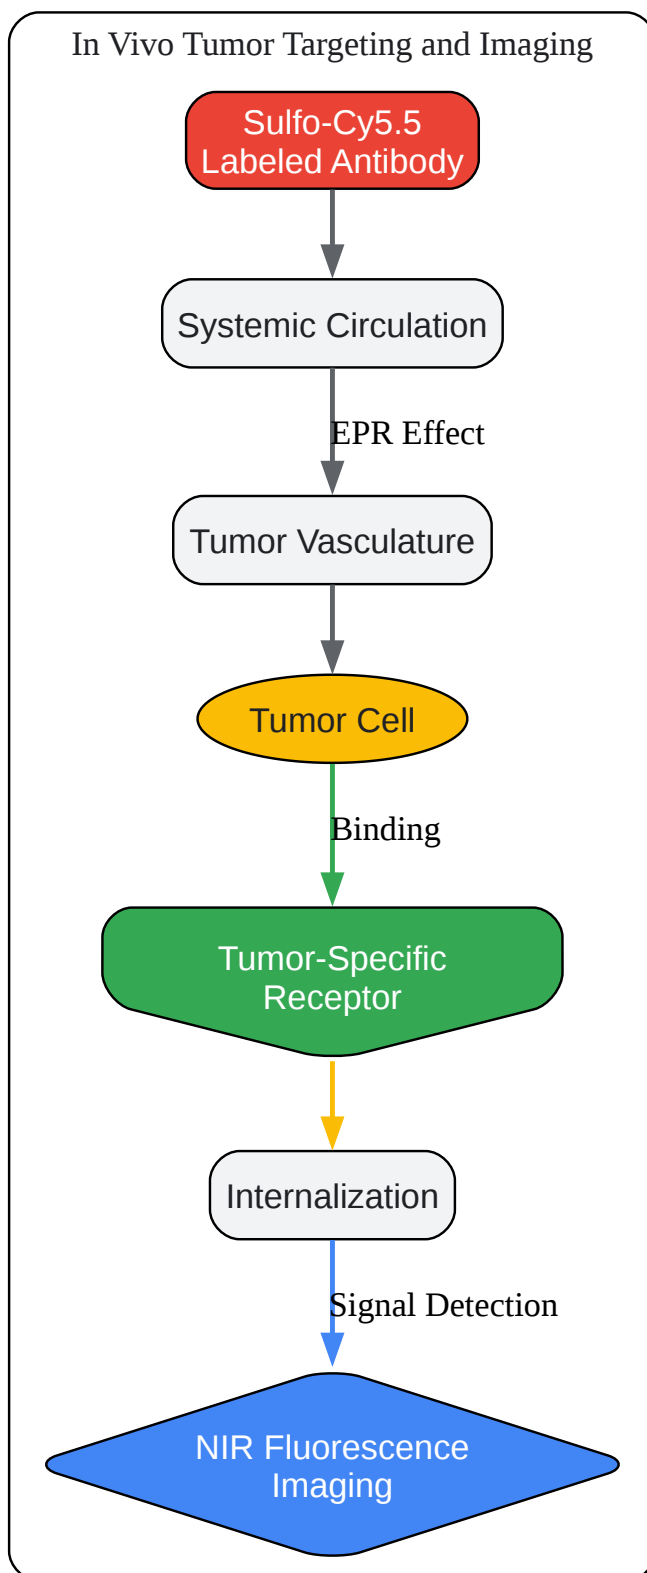 In Vivo Tumor Targeting and Imaging
Sulfo-Cy5.5
Labeled Antibody
Systemic Circulation
EPR Effect
Tumor Vasculature
Tumor Cell
Binding
Tumor-Specific
Receptor
Internalization
Signal Detection
NIR Fluorescence
Imaging